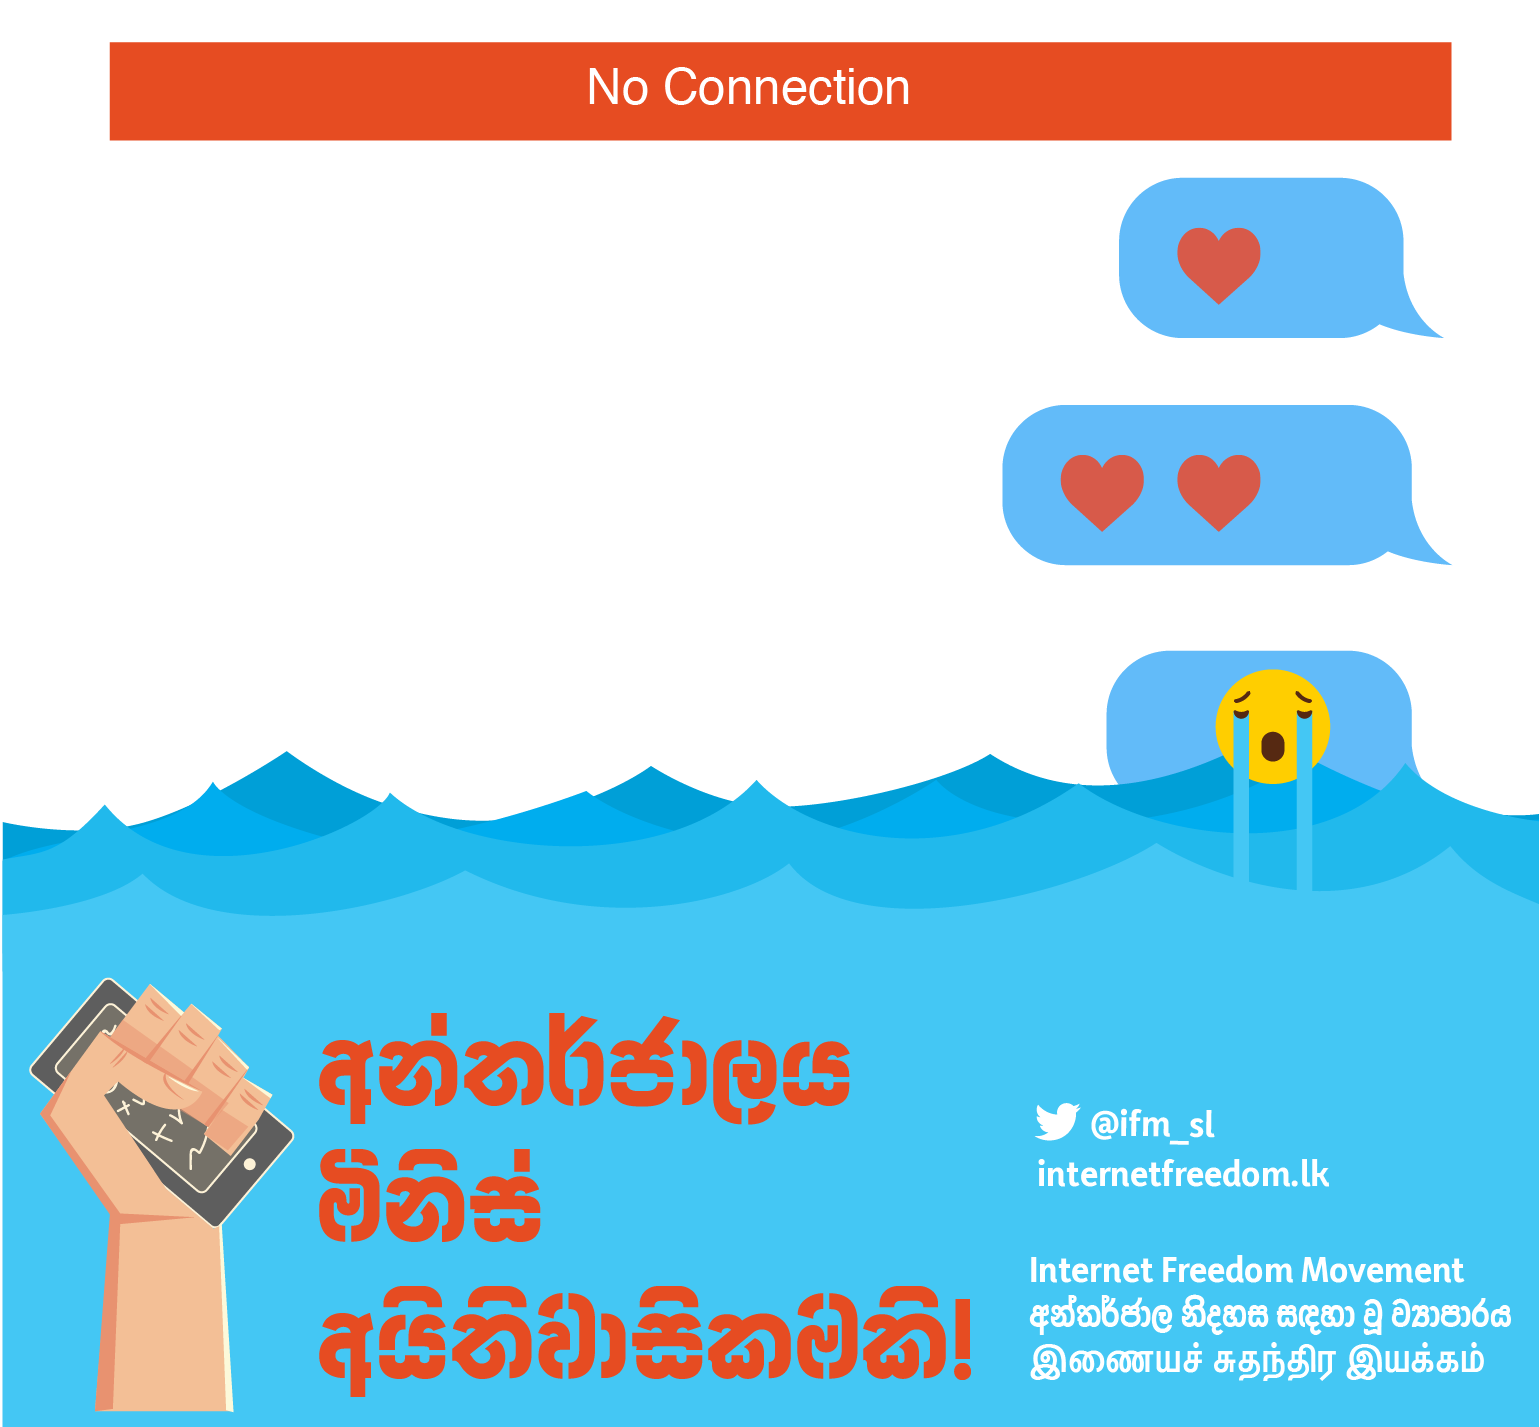 No Connection
අන්තර්ජාලය
මිනිස්
අයිතිවාසිකමකි!
@ifm_sl
internetfreedom.lk
Internet Freedom Movement
අන්තර්ජාල නිදහස සඳහා වූ ව්‍යාපාරය
இணையச் சுதந்திர இயக்கம்